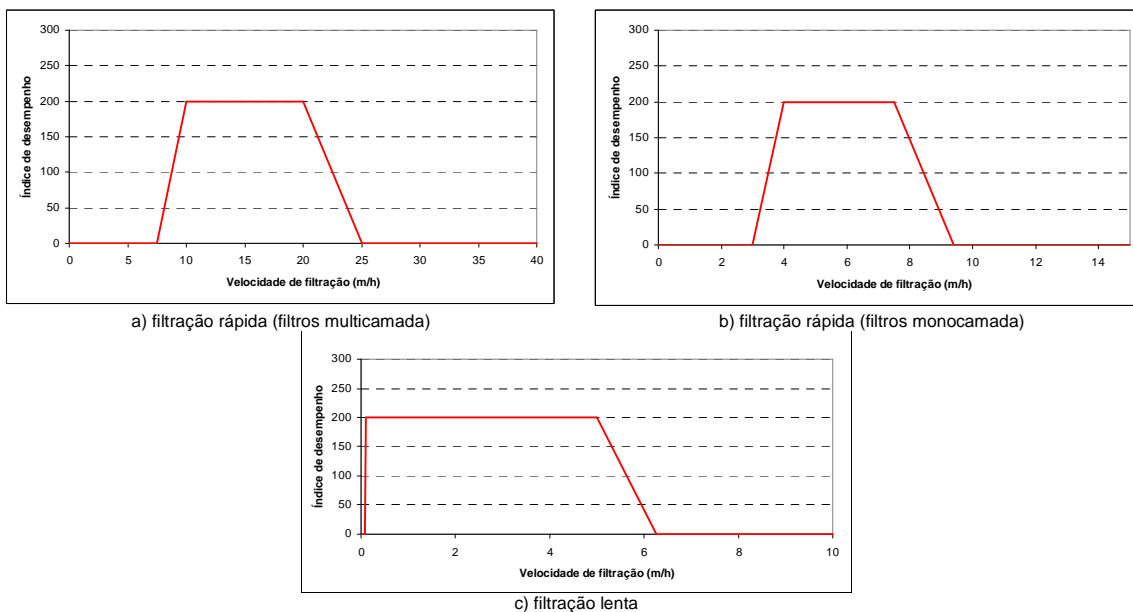 300
250
200
150
100
50
0
Índice de desempenho
0 5 10 15 20 25 30 35 40
Velocidade de filtração (m/h)
a) filtração rápida (filtros multicamada)
300
250
200
150
100
50
0
Índice de desempenho
0 2 4 6 8 10 12 14
Velocidade de filtração (m/h)
b) filtração rápida (filtros monocamada)
300
250
200
150
100
50
0
Índice de desempenho
0 2 4 6 8 10
Velocidade de filtração (m/h)
c) filtração lenta